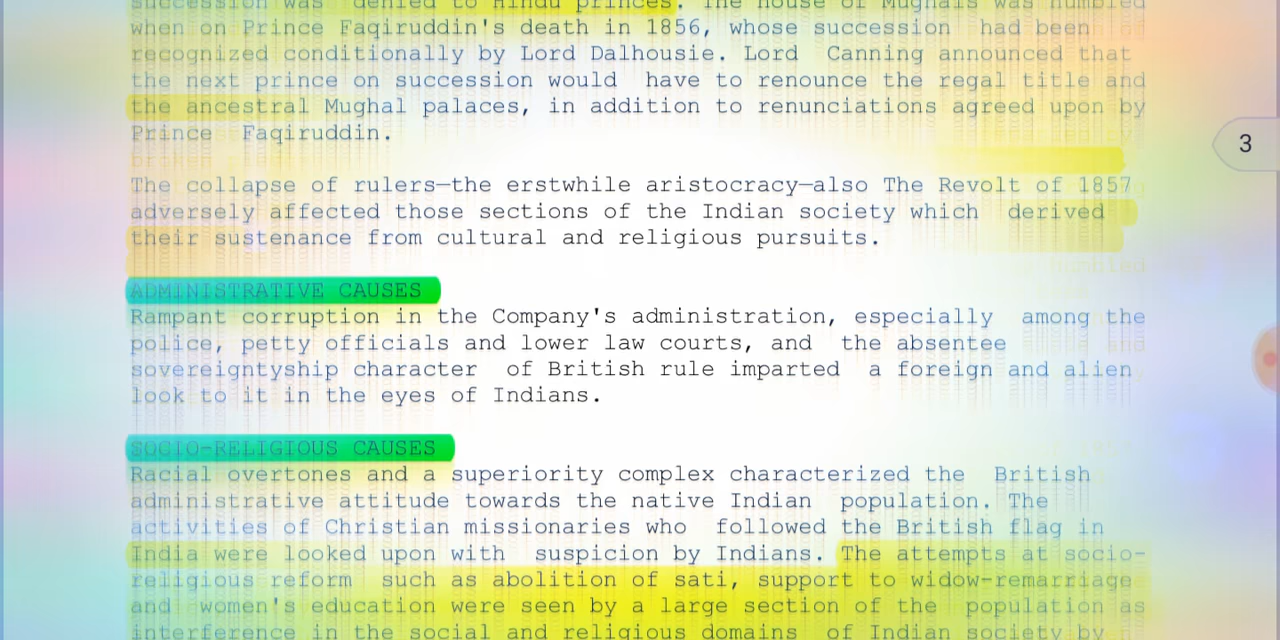 succession was denied to Hindu princes. The house of Mughals was humbled
when on Prince Faqiruddin's death in 1856, whose succession had been
recognized conditionally by Lord Dalhousie. Lord Canning announced that
the next prince on succession would have to renounce the regal title and
the ancestral Mughal palaces, in addition to renunciations agreed upon by
Prince Faqiruddin.
The collapse of rulers—the erstwhile aristocracy—also The Revolt of 1857
adversely affected those sections of the Indian society which derived
their sustenance from cultural and religious pursuits.
ADMINISTRATIVE CAUSES
Rampant corruption in the Company's administration, especially among the
police, petty officials and lower law courts, and the absentee
sovereigntyship character of British rule imparted a foreign and alien
look to it in the eyes of Indians.
SOCIO-RELIGIOUS CAUSES
Racial overtones and a superiority complex characterized the British
administrative attitude towards the native Indian population. The
activities of Christian missionaries who followed the British flag in
India were looked upon with suspicion by Indians. The attempts at socio-
religious reform such as abolition of sati, support to widow-remarriage
and women's education were seen by a large section of the population as
interference in the social and religious domains of Indian society by
3